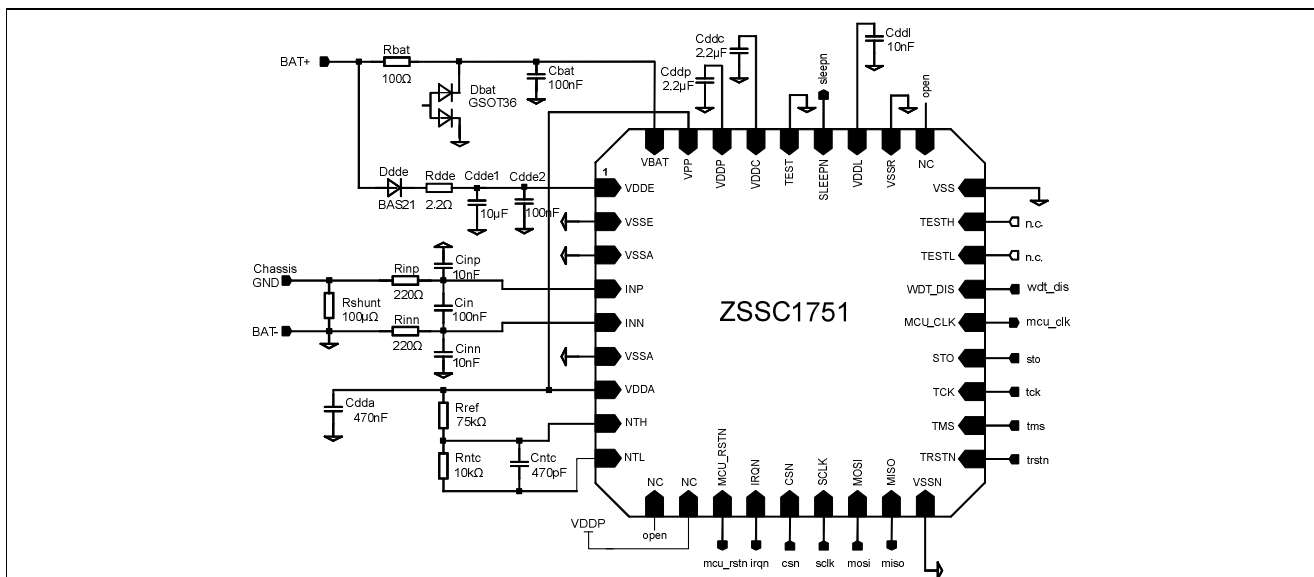 Cddc
2.2µF
Cddl
10nF
sleepn
Rbat
BAT+
100Ω
Cbat
100nF
Cddp
2.2µF
open
Dbat
GSOT36
VBAT
VPP
VDDP
VDDC
TEST
SLEEPN
VDDL
VSSR
NC
1
Ddde
BAS21
Rdde
2.2Ω
Cdde1
10µF
Cdde2
100nF
VDDE
VSS
VSSE
TESTH
n.c.
VSSA
TESTL
n.c.
Chassis
GND
Rinp
220Ω
Cinp
10nF
INP
WDT_DIS
wdt_dis
Rshunt
100µΩ
Cin
100nF
ZSSC1751
BAT-
Rinn
220Ω
INN
MCU_CLK
mcu_clk
Cinn
10nF
VSSA
STO
sto
VDDA
TCK
tck
Cdda
470nF
Rref
75kΩ
NTH
TMS
tms
Rntc
10kΩ
Cntc
470pF
NTL
TRSTN
trstn
NC
NC
MCU_RSTN
IRQN
CSN
SCLK
MOSI
MISO
VSSN
VDDP
open
mcu_rstn
irqn
csn
sclk
mosi
miso